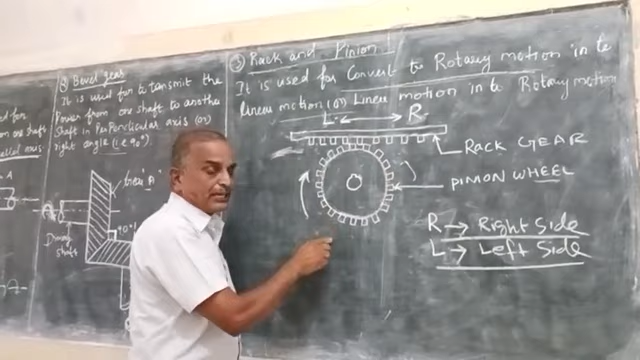 ② Bevel gear
It is used for to transmit the
Power from one shaft to another
shaft in PerPendicular axis (or)
right angle (i.e 90°)
gear 'A'
90°
shaft
③ Rack and Pinion
It is used for Convert to Rotary motion in to
linear motion (or) Linear motion in to Rotary motion
L R
RACK GEAR
PINION WHEEL
R → Right Side
L → Left Side